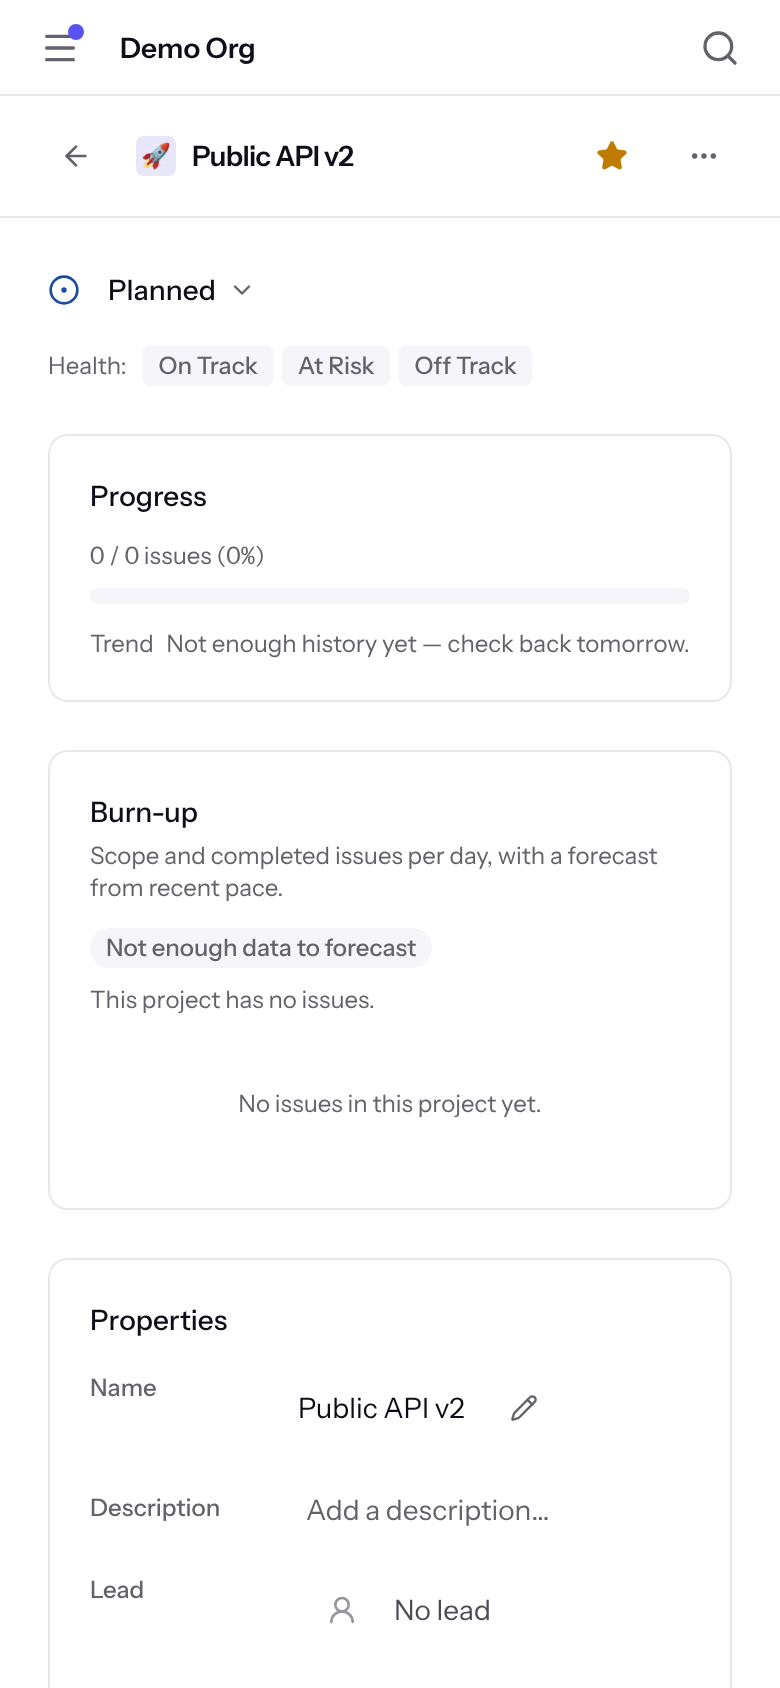 Demo Org
Public API v2
Planned
Health: On Track At Risk Off Track
Progress
0 / 0 issues (0%)
Trend Not enough history yet — check back tomorrow.
Burn-up
Scope and completed issues per day, with a forecast
from recent pace.
Not enough data to forecast
This project has no issues.
No issues in this project yet.
Properties
Name
Public API v2
Description
Add a description...
Lead
No lead